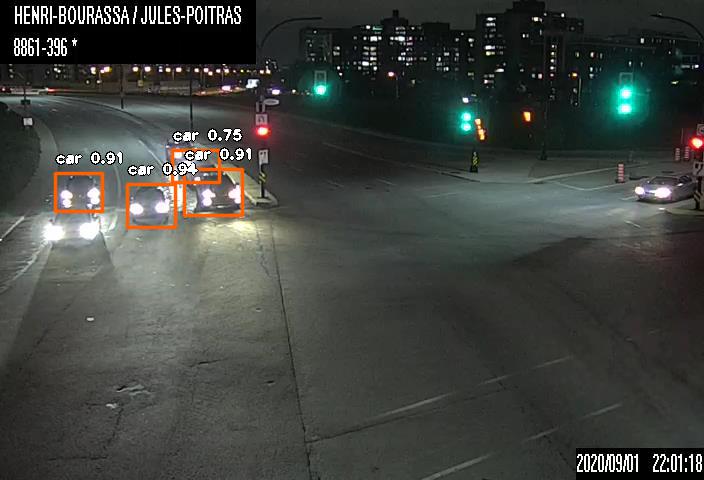 HENRI-BOURASSA / JULES-POITRAS
8861-396 *
car 0.75
car 0.91
car 0.91
car 0.94
2020/09/01 22:01:18